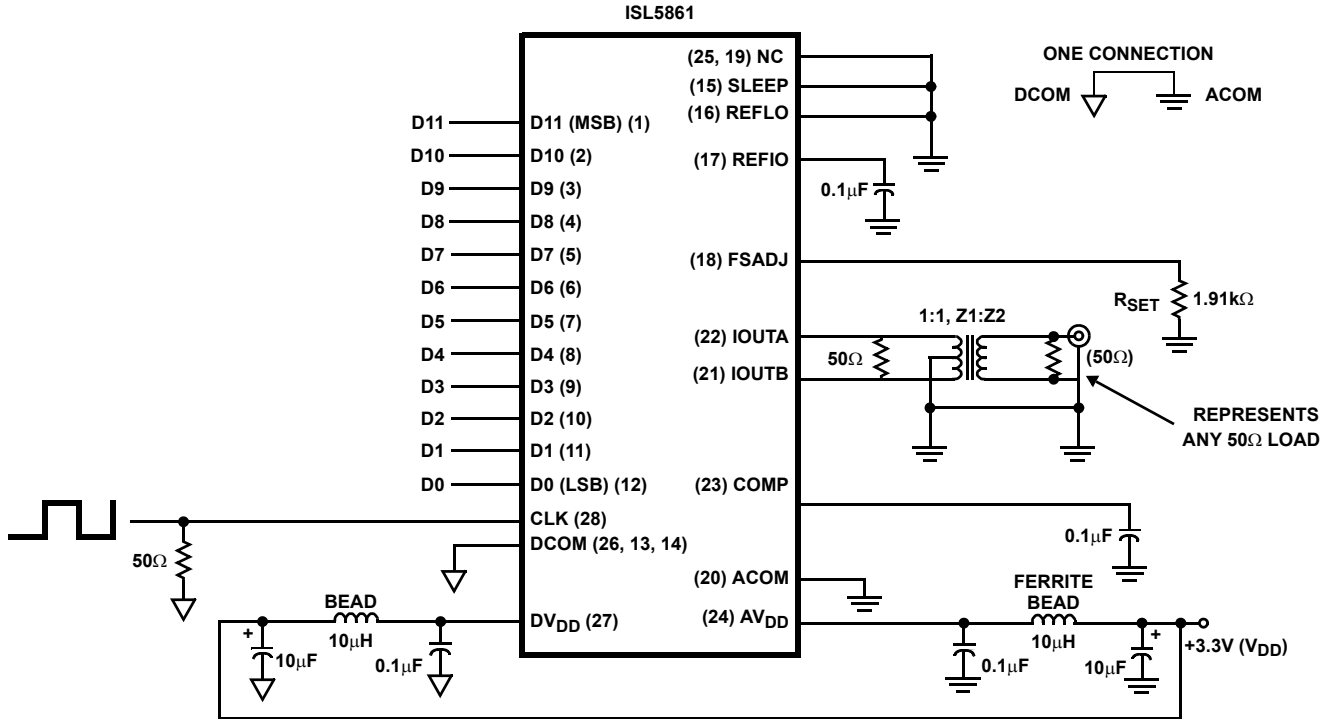 ISL5861
D11
D10
D9
D8
D7
D6
D5
D4
D3
D2
D1
D0
50Ω
D11 (MSB) (1)
D10 (2)
D9 (3)
D8 (4)
D7 (5)
D6 (6)
D5 (7)
D4 (8)
D3 (9)
D2 (10)
D1 (11)
D0 (LSB) (12)
CLK (28)
DCOM (26, 13, 14)
DVDD (27)
+
10μF
BEAD
10μH
0.1μF
(25, 19) NC
(15) SLEEP
(16) REFLO
(17) REFIO
(18) FSADJ
(22) IOUTA
(21) IOUTB
(23) COMP
(20) ACOM
(24) AVDD
0.1μF
ONE CONNECTION
DCOM
ACOM
RSET
1.91kΩ
1:1, Z1:Z2
50Ω
(50Ω)
REPRESENTS
ANY 50Ω LOAD
0.1μF
FERRITE
BEAD
10μH
0.1μF
10μF
+
+3.3V (VDD)